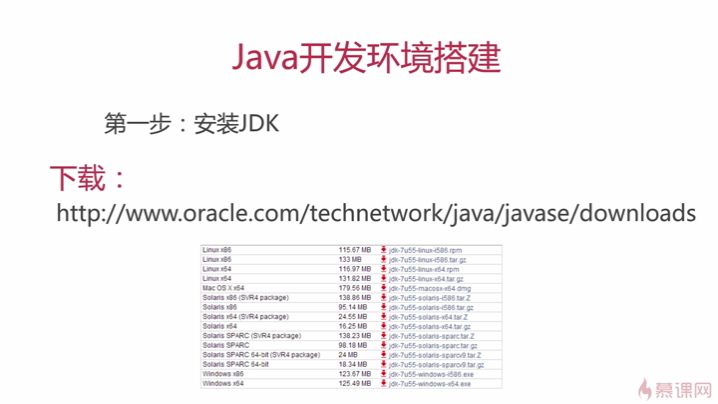 Java开发环境搭建
第一步：安装JDK
下载：
http://www.oracle.com/technetwork/java/javase/downloads
Linux x86 115.67 MB jdk-7u55-linux-i586.rpm
Linux x86 133 MB jdk-7u55-linux-i586.tar.gz
Linux x64 116.97 MB jdk-7u55-linux-x64.rpm
Linux x64 131.82 MB jdk-7u55-linux-x64.tar.gz
Mac OS X x64 179.56 MB jdk-7u55-macosx-x64.dmg
Solaris x86 (SVR4 package) 138.86 MB jdk-7u55-solaris-i586.tar.Z
Solaris x86 95.14 MB jdk-7u55-solaris-i586.tar.gz
Solaris x64 (SVR4 package) 24.55 MB jdk-7u55-solaris-x64.tar.Z
Solaris x64 16.25 MB jdk-7u55-solaris-x64.tar.gz
Solaris SPARC (SVR4 package) 138.23 MB jdk-7u55-solaris-sparc.tar.Z
Solaris SPARC 98.18 MB jdk-7u55-solaris-sparc.tar.gz
Solaris SPARC 64-bit (SVR4 package) 24 MB jdk-7u55-solaris-sparcv9.tar.Z
Solaris SPARC 64-bit 18.34 MB jdk-7u55-solaris-sparcv9.tar.gz
Windows x86 123.67 MB jdk-7u55-windows-i586.exe
Windows x64 125.49 MB jdk-7u55-windows-x64.exe
慕课网